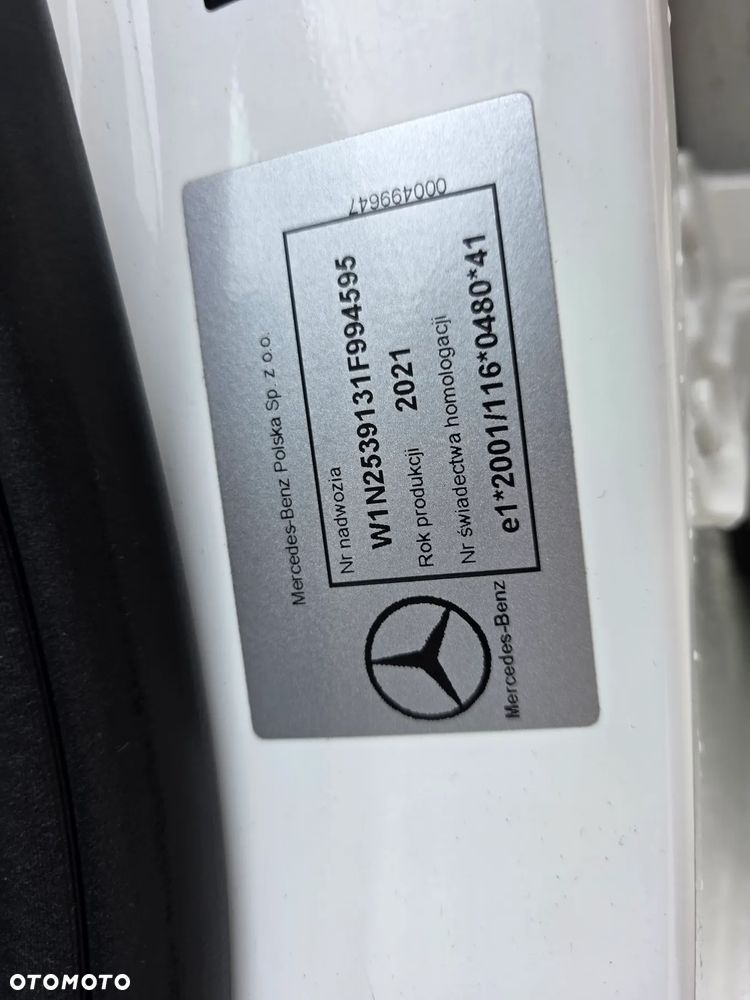 Mercedes-Benz Polska Sp. z o.o.
Nr nadwozia
W1N2539131F994595
Rok produkcji 2021
Nr świadectwa homologacji
e1*2001/116*0480*41
000499647
Mercedes-Benz
OTOMOTO